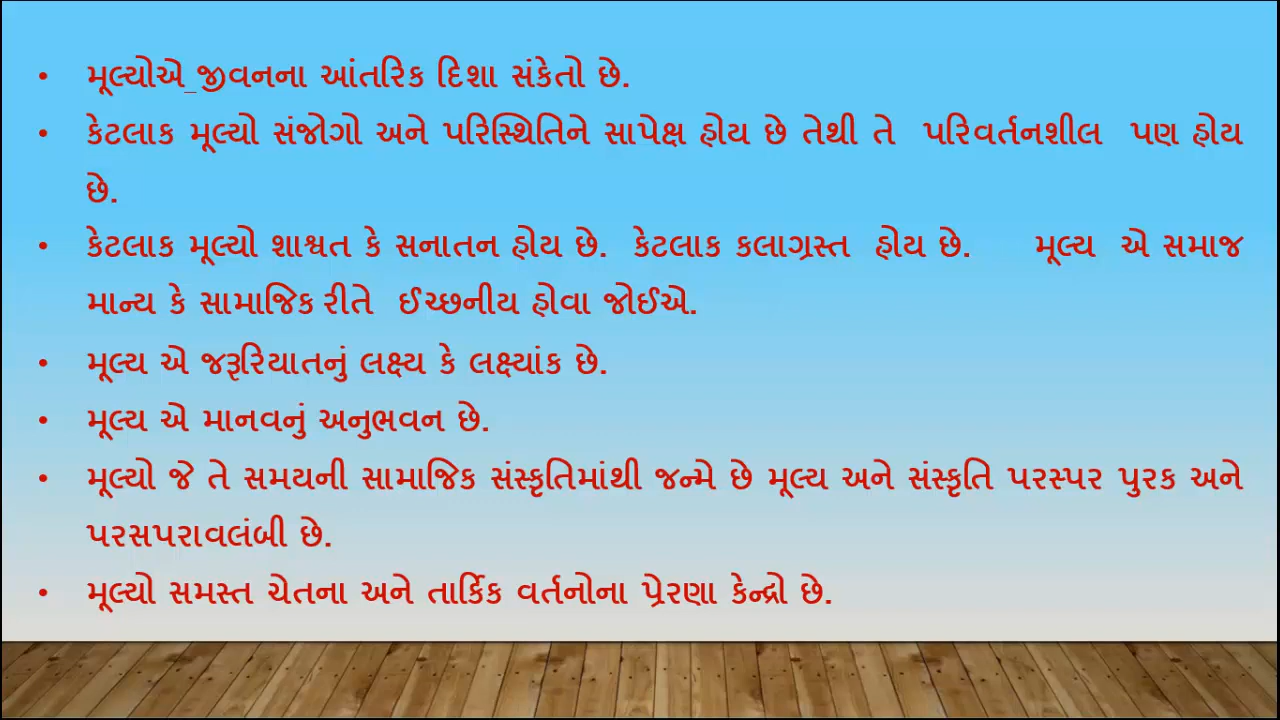 • મૂલ્યોએ_જીવનના આંતરિક દિશા સંકેતો છે.
• કેટલાક મૂલ્યો સંજોગો અને પરિસ્થિતિને સાપેક્ષ હોય છે તેથી તે પરિવર્તનશીલ પણ હોય
છે.
• કેટલાક મૂલ્યો શાશ્વત કે સનાતન હોય છે. કેટલાક કલાગ્રસ્ત હોય છે. મૂલ્ય એ સમાજ
માન્ય કે સામાજિક રીતે ઈચ્છનીય હોવા જોઈએ.
• મૂલ્ય એ જરૂરિયાતનું લક્ષ્ય કે લક્ષ્યાંક છે.
• મૂલ્ય એ માનવનું અનુભવન છે.
• મૂલ્યો જે તે સમયની સામાજિક સંસ્કૃતિમાંથી જન્મે છે મૂલ્ય અને સંસ્કૃતિ પરસ્પર પુરક અને
પરસપરાવલંબી છે.
• મૂલ્યો સમસ્ત ચેતના અને તાર્કિક વર્તનોના પ્રેરણા કેન્દ્રો છે.